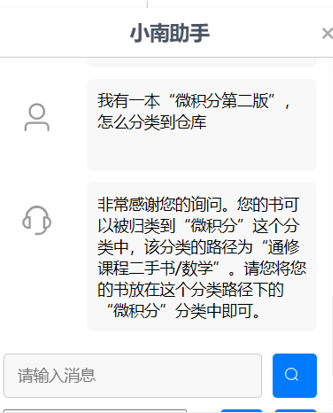 小南助手
我有一本“微积分第二版”，
怎么分类到仓库
非常感谢您的询问。您的书可
以被归类到“微积分”这个分
类中，该分类的路径为“通修
课程二手书/数学”。请您将您
的书放在这个分类路径下的
“微积分”分类中即可。
请输入消息